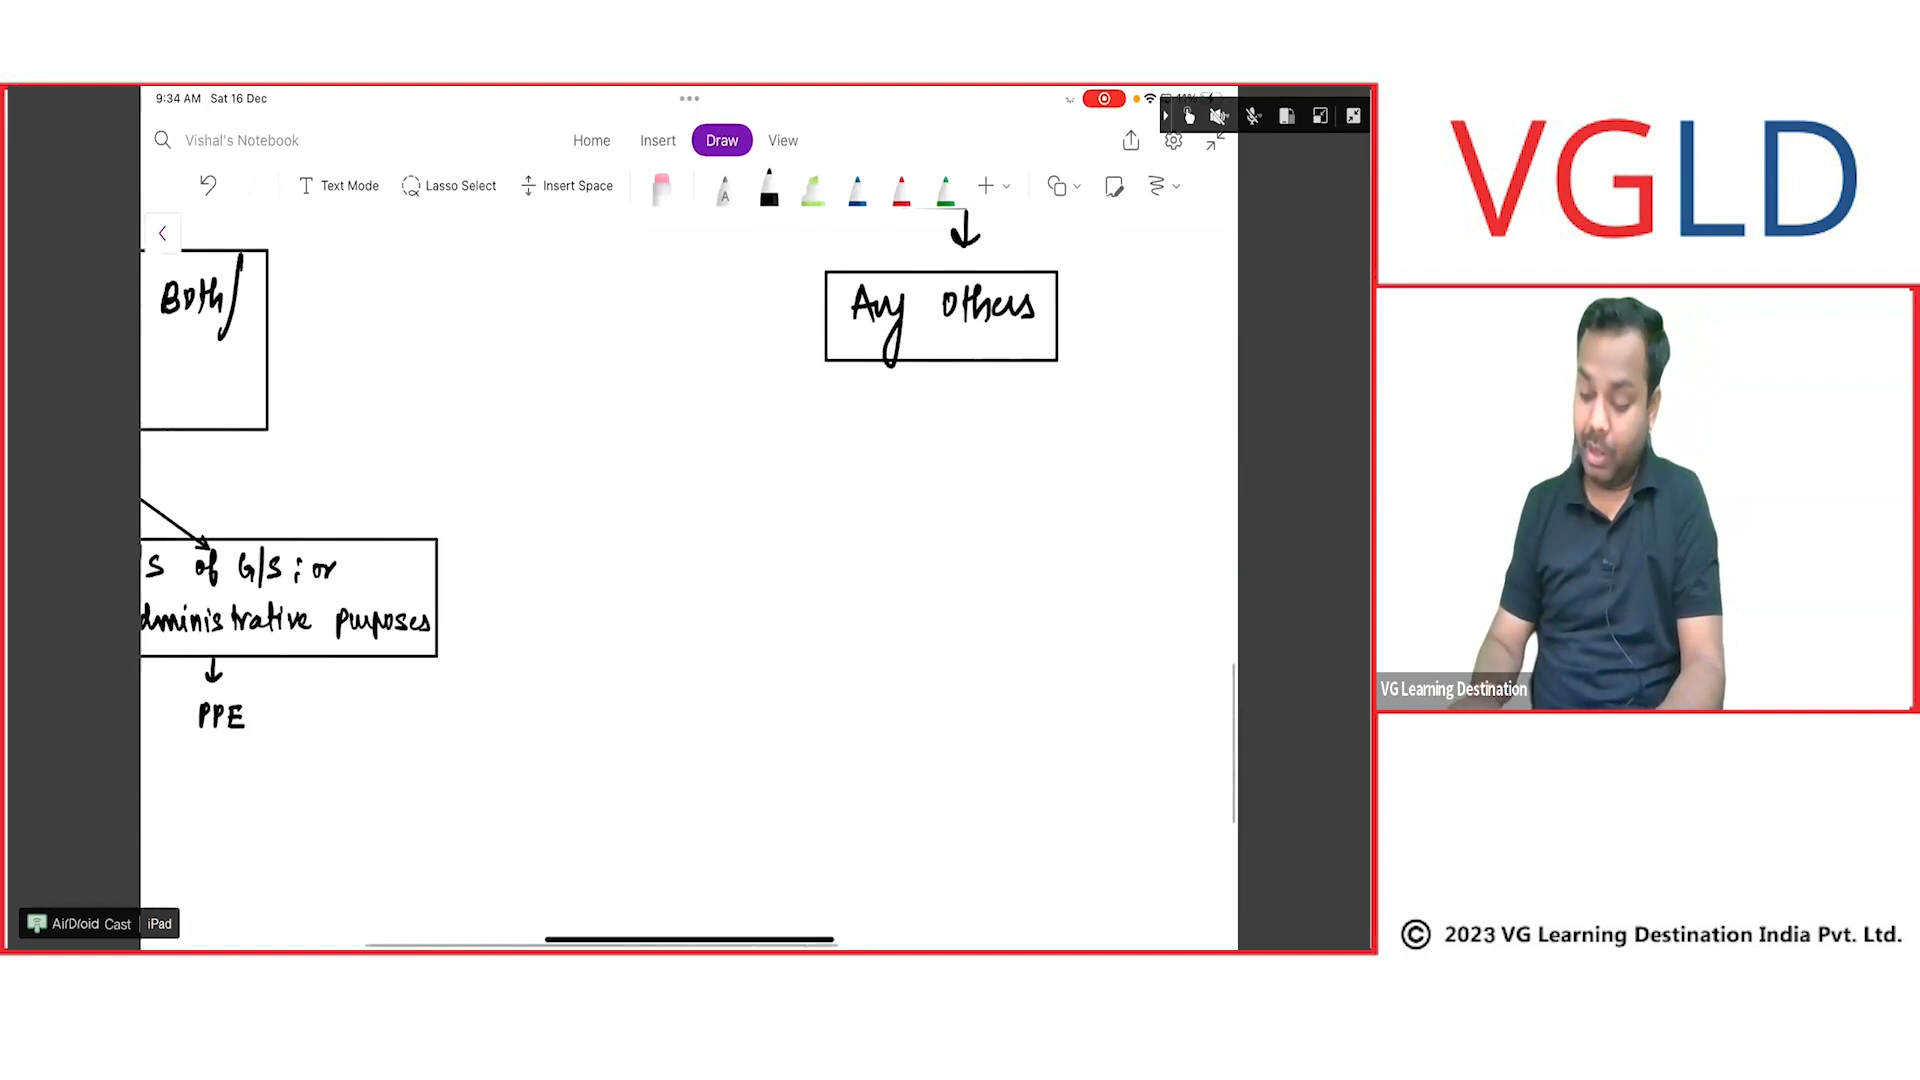 9:34 AM Sat 16 Dec
Vishal's Notebook
Home Insert Draw View
Text Mode Lasso Select Insert Space
A
Both/
Any others
s of G/S ; or
dministrative purposes
PPE
AirDroid Cast iPad
VGLD
VG Learning Destination
© 2023 VG Learning Destination India Pvt. Ltd.